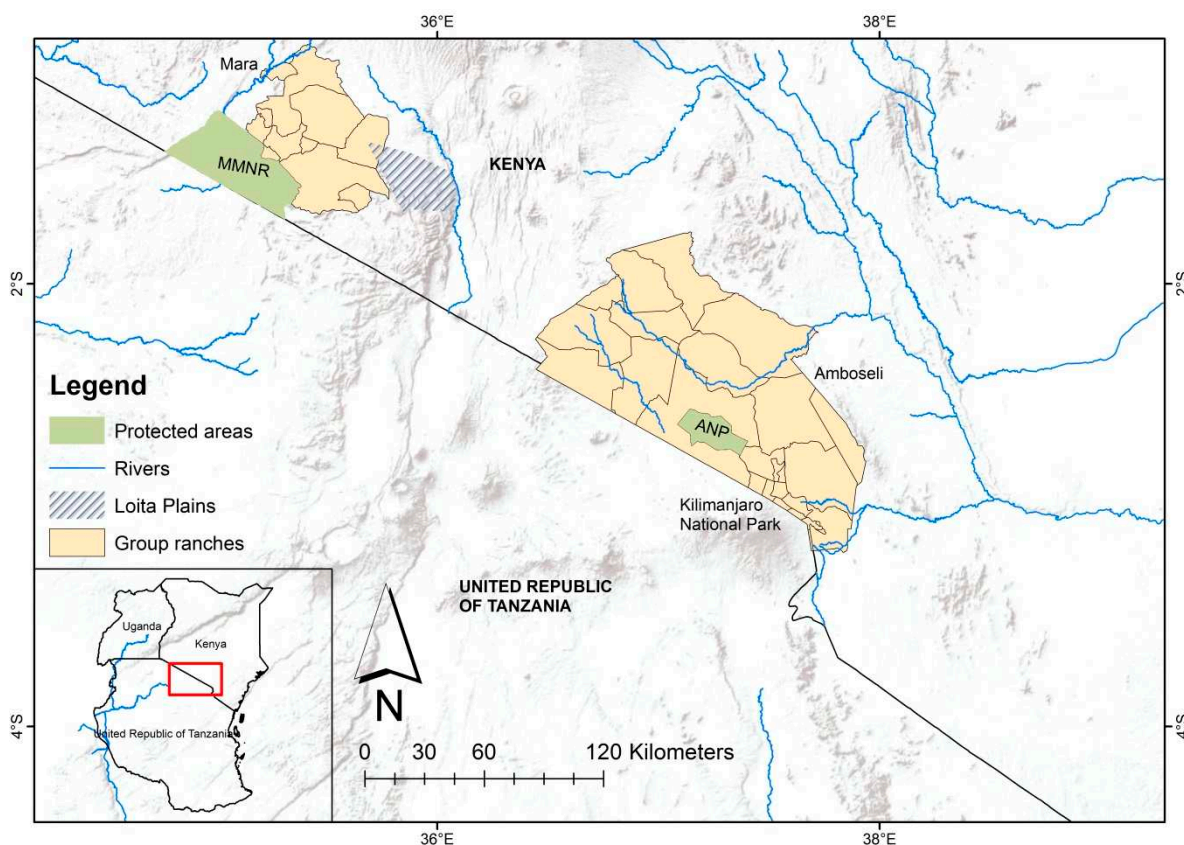 36°E
38°E
Mara
MMNR
KENYA
2°S
2°S
Amboseli
ANP
Kilimanjaro
National Park
Legend
Protected areas
Rivers
Loita Plains
Group ranches
UNITED REPUBLIC
OF TANZANIA
Uganda
Kenya
United Republic of Tanzania
N
0 30 60 120 Kilometers
4°S
4°S
36°E
38°E